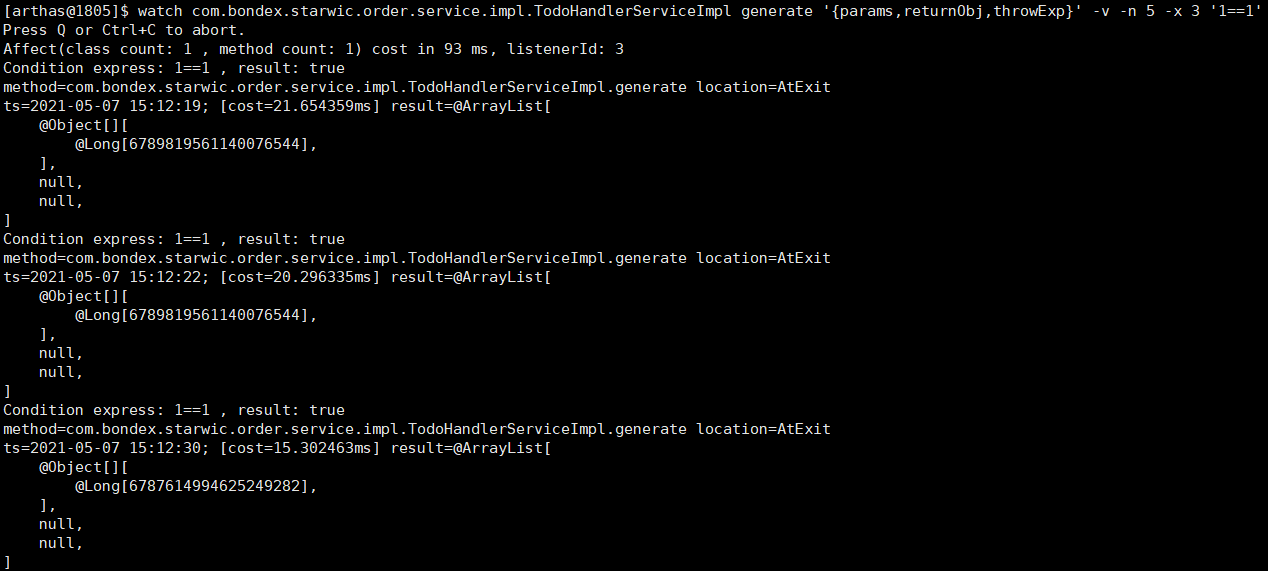 [arthas@1805]$ watch com.bondex.starwic.order.service.impl.TodoHandlerServiceImpl generate '{params,returnObj,throwExp}' -v -n 5 -x 3 '1==1'
Press Q or Ctrl+C to abort.
Affect(class count: 1 , method count: 1) cost in 93 ms, listenerId: 3
Condition express: 1==1 , result: true
method=com.bondex.starwic.order.service.impl.TodoHandlerServiceImpl.generate location=AtExit
ts=2021-05-07 15:12:19; [cost=21.654359ms] result=@ArrayList[
    @Object[][
        @Long[6789819561140076544],
    ],
    null,
    null,
]
Condition express: 1==1 , result: true
method=com.bondex.starwic.order.service.impl.TodoHandlerServiceImpl.generate location=AtExit
ts=2021-05-07 15:12:22; [cost=20.296335ms] result=@ArrayList[
    @Object[][
        @Long[6789819561140076544],
    ],
    null,
    null,
]
Condition express: 1==1 , result: true
method=com.bondex.starwic.order.service.impl.TodoHandlerServiceImpl.generate location=AtExit
ts=2021-05-07 15:12:30; [cost=15.302463ms] result=@ArrayList[
    @Object[][
        @Long[6787614994625249282],
    ],
    null,
    null,
]